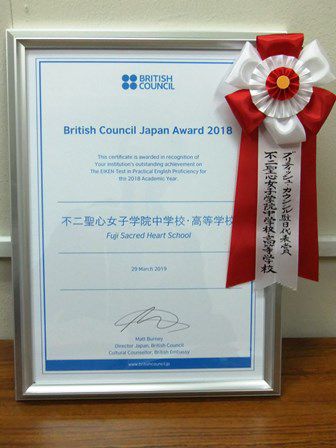 BRITISH
COUNCIL
British Council Japan Award 2018
This certificate is awarded in recognition of
Your institution's outstanding achievement on
The EIKEN Test in Practical English Proficiency for
the 2018 Academic Year.
不二聖心女子学院中学校・高等学校
Fuji Sacred Heart School
29 March 2019
Matt Burney
Director Japan, British Council
Cultural Counsellor, British Embassy
www.britishcouncil.jp
ブリティッシュ・カウンシル駐日代表賞
不二聖心女子学院中学校高等学校